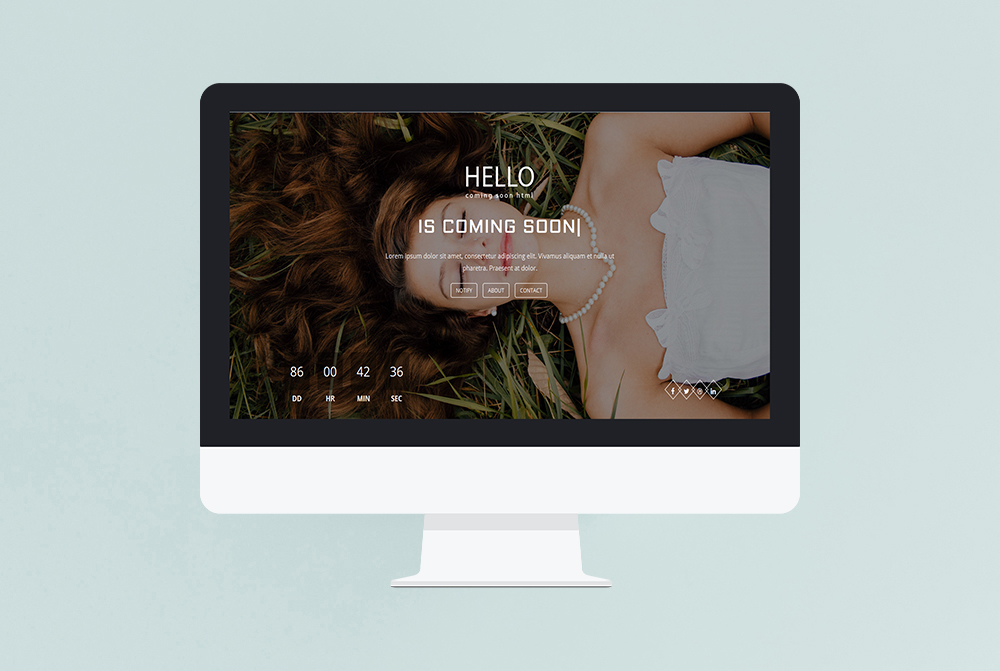 HELLO
coming soon html
IS COMING SOON|
Lorem ipsum dolor sit amet, consectetur adipiscing elit. Vivamus aliquam et nulla ut
pharetra. Praesent at dolor.
NOTIFY ABOUT CONTACT
86 00 42 36
DD HR MIN SEC